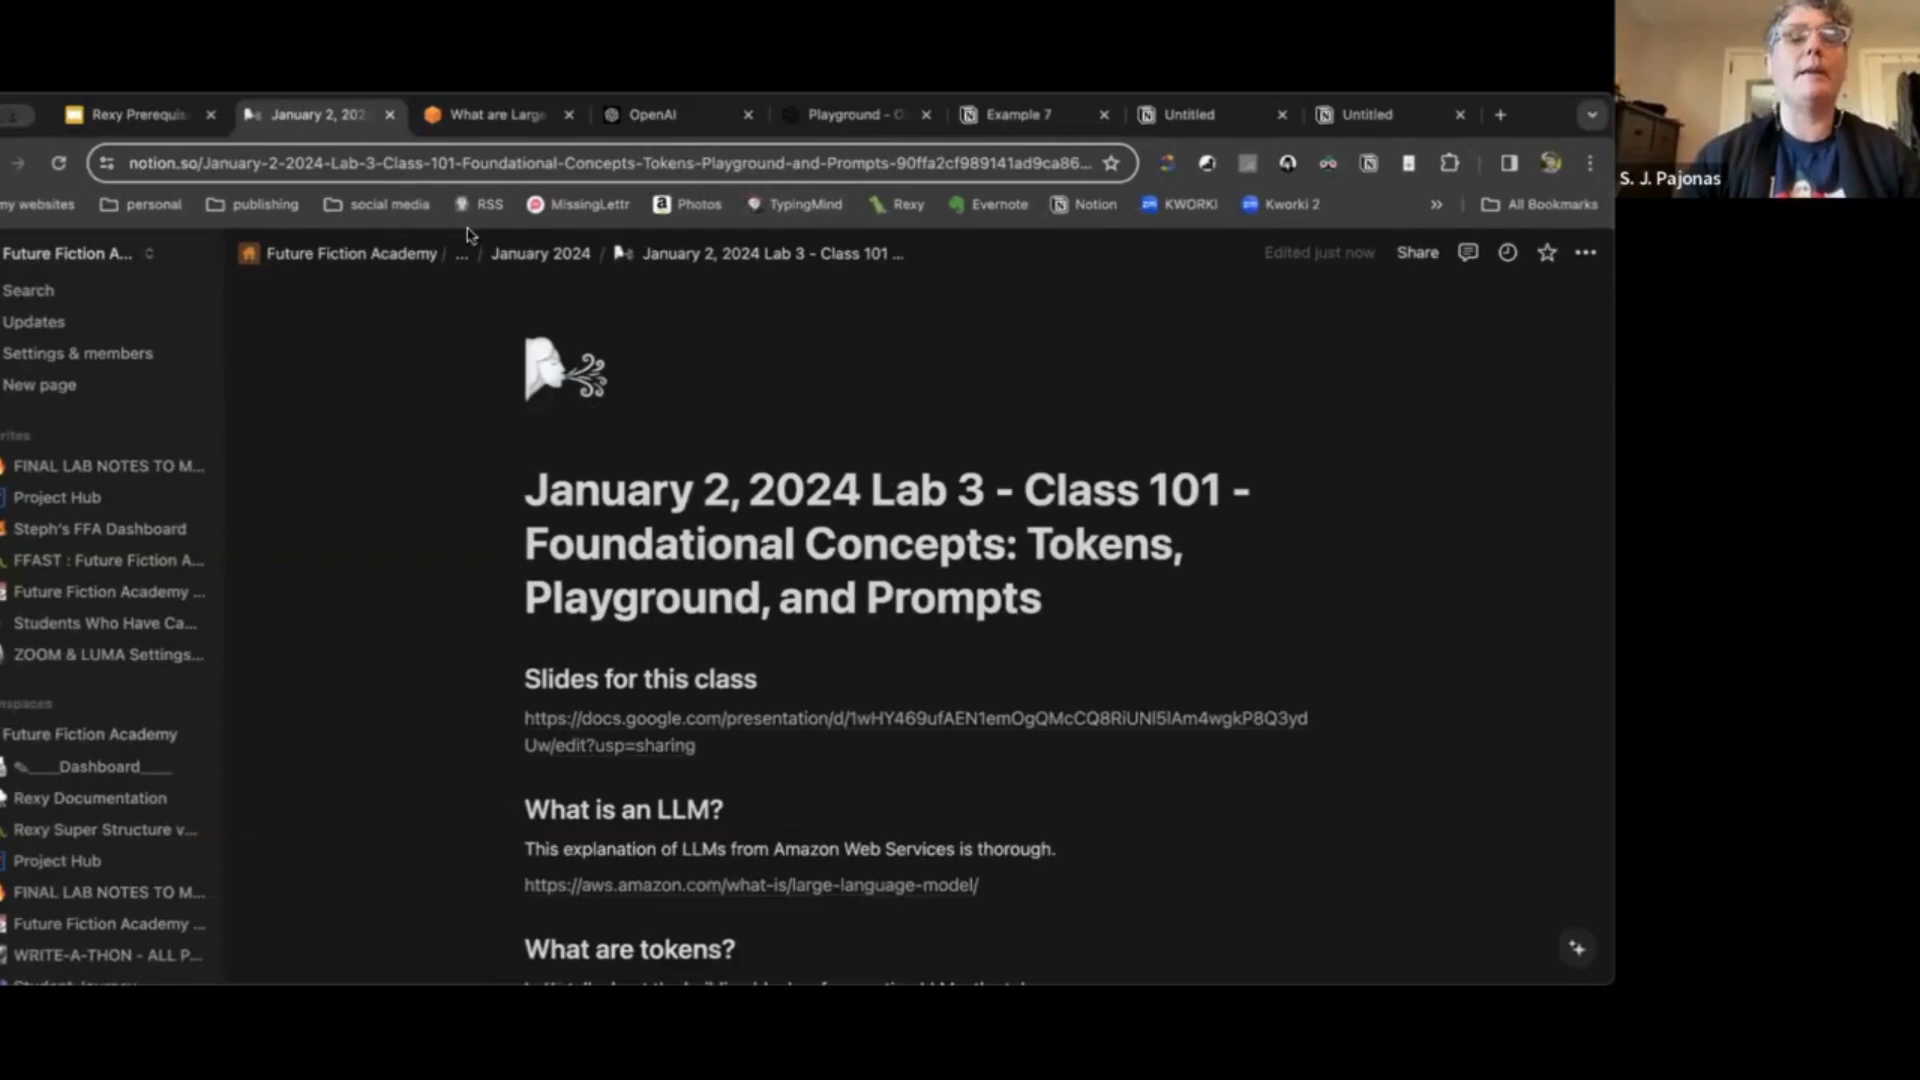 Rexy Prerequis
January 2, 202
What are Large
OpenAI
Playground - O
Example 7
Untitled
Untitled
notion.so/January-2-2024-Lab-3-Class-101-Foundational-Concepts-Tokens-Playground-and-Prompts-90ffa2cf989141ad9ca86...
S. J. Pajonas
my websites
personal
publishing
social media
RSS
MissingLettr
Photos
TypingMind
Rexy
Evernote
Notion
KWORKI
Kworki 2
»
All Bookmarks
Future Fiction A...
Future Fiction Academy / ... / January 2024 / January 2, 2024 Lab 3 - Class 101 ...
Edited just now
Share
Search
Updates
Settings & members
New page
rites
FINAL LAB NOTES TO M...
Project Hub
Steph's FFA Dashboard
FFAST : Future Fiction A...
Future Fiction Academy ...
Students Who Have Ca...
ZOOM & LUMA Settings...
nspaces
Future Fiction Academy
____Dashboard____
Rexy Documentation
Rexy Super Structure v...
Project Hub
FINAL LAB NOTES TO M...
Future Fiction Academy ...
WRITE-A-THON - ALL P...
January 2, 2024 Lab 3 - Class 101 -
Foundational Concepts: Tokens,
Playground, and Prompts
Slides for this class
https://docs.google.com/presentation/d/1wHY469ufAEN1emOgQMcCQ8RiUNl5lAm4wgkP8Q3yd
Uw/edit?usp=sharing
What is an LLM?
This explanation of LLMs from Amazon Web Services is thorough.
https://aws.amazon.com/what-is/large-language-model/
What are tokens?